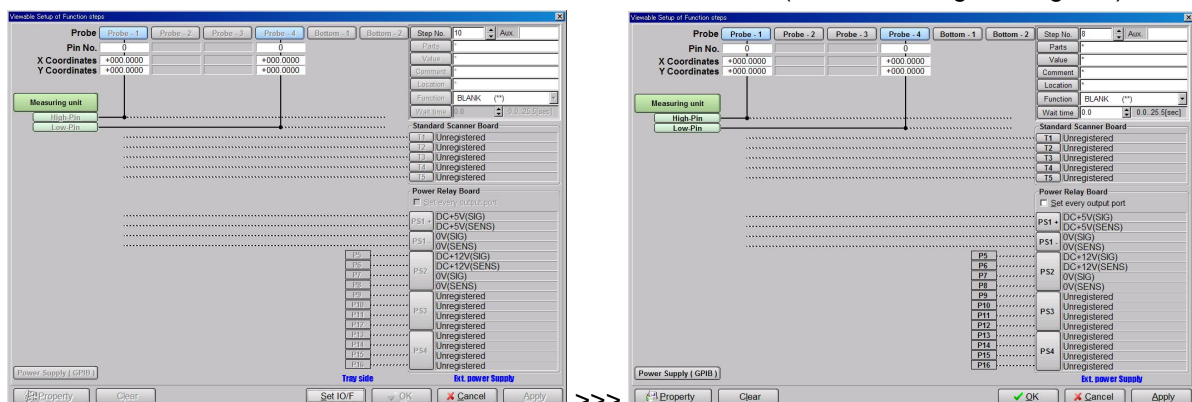 Viewable Setup of Function steps
Probe Probe - 1 Probe - 2 Probe - 3 Probe - 4 Bottom - 1 Bottom - 2 Step No. 10 Aux.
Pin No. 0 0 Parts *
X Coordinates +000.0000 +000.0000 Value *
Y Coordinates +000.0000 +000.0000 Comment *
Location *
Measuring unit Function BLANK (**)
High-Pin Wait time 0.0 0.0..25.5[sec]
Low-Pin
Standard Scanner Board
T1 Unregistered
T2 Unregistered
T3 Unregistered
T4 Unregistered
T5 Unregistered
Power Relay Board
Set every output port
PS1 + DC+5V(SIG)
DC+5V(SENS)
PS1 - 0V(SIG)
0V(SENS)
P5 PS2 DC+12V(SIG)
P6 DC+12V(SENS)
P7 0V(SIG)
P8 0V(SENS)
P9 PS3 Unregistered
P10 Unregistered
P11 Unregistered
P12 Unregistered
P13 PS4 Unregistered
P14 Unregistered
P15 Unregistered
P16 Unregistered
Power Supply ( GPIB )
Tray side Ext. power Supply
Property Clear Set IO/F OK Cancel Apply
>>>
Viewable Setup of Function steps
Probe Probe - 1 Probe - 2 Probe - 3 Probe - 4 Bottom - 1 Bottom - 2 Step No. 8 Aux.
Pin No. 0 0 Parts *
X Coordinates +000.0000 +000.0000 Value *
Y Coordinates +000.0000 +000.0000 Comment *
Location *
Measuring unit Function BLANK (**)
High-Pin Wait time 0.0 0.0..25.5[sec]
Low-Pin
Standard Scanner Board
T1 Unregistered
T2 Unregistered
T3 Unregistered
T4 Unregistered
T5 Unregistered
Power Relay Board
Set every output port
PS1 + DC+5V(SIG)
DC+5V(SENS)
PS1 - 0V(SIG)
0V(SENS)
P5 PS2 DC+12V(SIG)
P6 DC+12V(SENS)
P7 0V(SIG)
P8 0V(SENS)
P9 PS3 Unregistered
P10 Unregistered
P11 Unregistered
P12 Unregistered
P13 PS4 Unregistered
P14 Unregistered
P15 Unregistered
P16 Unregistered
Power Supply ( GPIB )
Ext. power Supply
Property Clear OK Cancel Apply